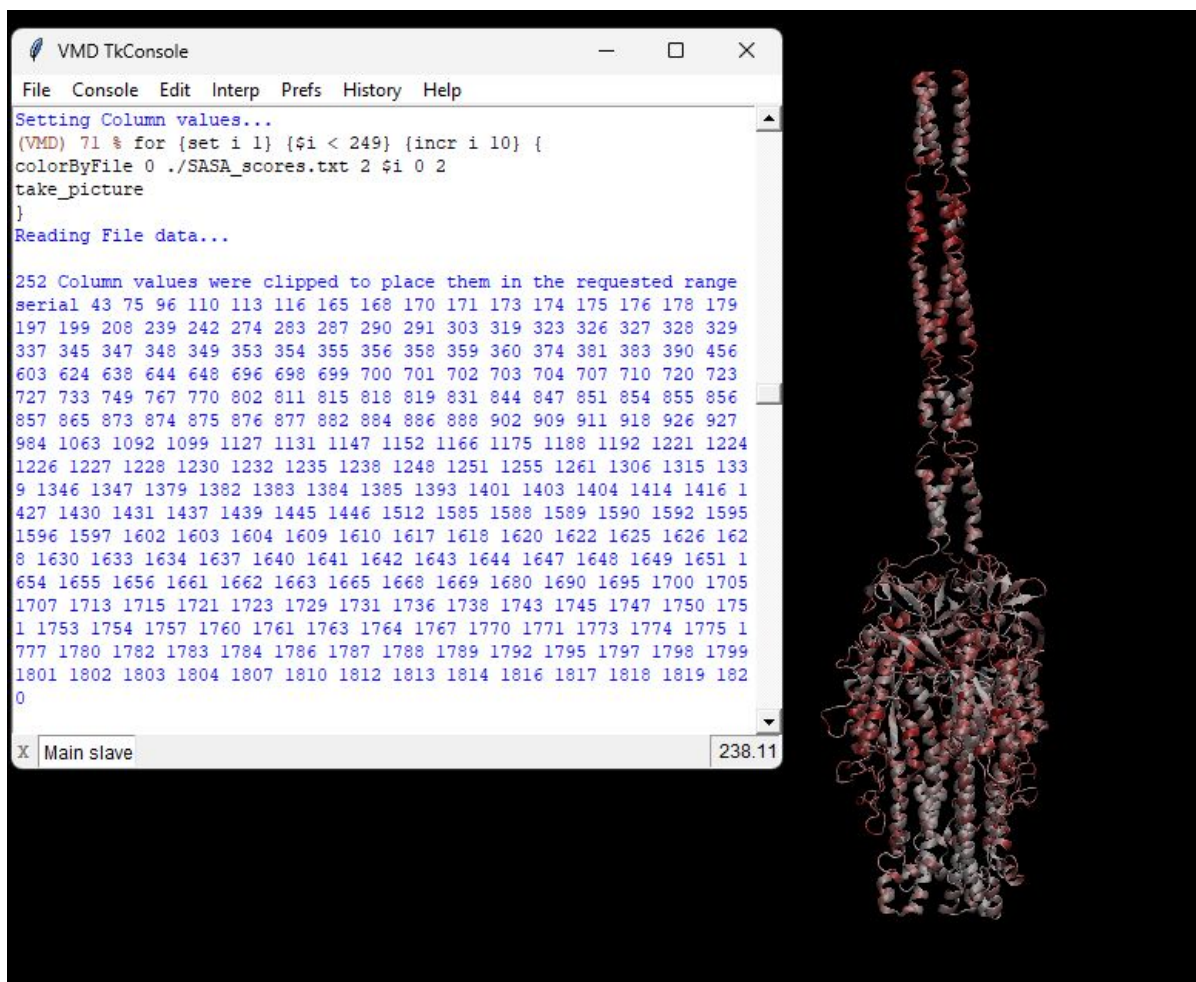 VMD TkConsole
File Console Edit Interp Prefs History Help
Setting Column values...
(VMD) 71 % for {set i 1} {$i < 249} {incr i 10} {
colorByFile 0 ./SASA_scores.txt 2 $i 0 2
take_picture
}
Reading File data...
252 Column values were clipped to place them in the requested range
serial 43 75 96 110 113 116 165 168 170 171 173 174 175 176 178 179
197 199 208 239 242 274 283 287 290 291 303 319 323 326 327 328 329
337 345 347 348 349 353 354 355 356 358 359 360 374 381 383 390 456
603 624 638 644 648 696 698 699 700 701 702 703 704 707 710 720 723
727 733 749 767 770 802 811 815 818 819 831 844 847 851 854 855 856
857 865 873 874 875 876 877 882 884 886 888 902 909 911 918 926 927
984 1063 1092 1099 1127 1131 1147 1152 1166 1175 1188 1192 1221 1224
1226 1227 1228 1230 1232 1235 1238 1248 1251 1255 1261 1306 1315 133
9 1346 1347 1379 1382 1383 1384 1385 1393 1401 1403 1404 1414 1416 1
427 1430 1431 1437 1439 1445 1446 1512 1585 1588 1589 1590 1592 1595
1596 1597 1602 1603 1604 1609 1610 1617 1618 1620 1622 1625 1626 162
8 1630 1633 1634 1637 1640 1641 1642 1643 1644 1647 1648 1649 1651 1
654 1655 1656 1661 1662 1663 1665 1668 1669 1680 1690 1695 1700 1705
1707 1713 1715 1721 1723 1729 1731 1736 1738 1743 1745 1747 1750 175
1 1753 1754 1757 1760 1761 1763 1764 1767 1770 1771 1773 1774 1775 1
777 1780 1782 1783 1784 1786 1787 1788 1789 1792 1795 1797 1798 1799
1801 1802 1803 1804 1807 1810 1812 1813 1814 1816 1817 1818 1819 182
0
X Main slave 238.11